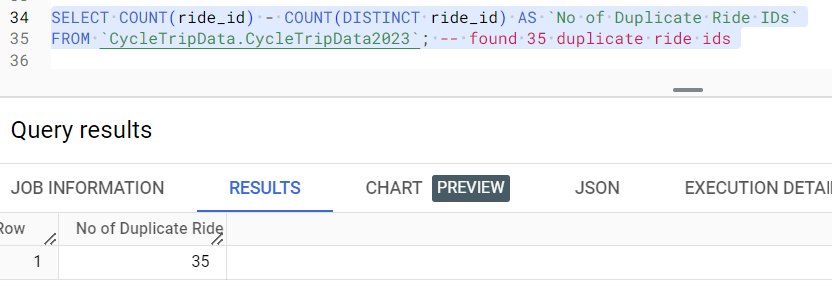 34 SELECT COUNT(ride_id) - COUNT(DISTINCT ride_id) AS `No of Duplicate Ride IDs`
35 FROM `CycleTripData.CycleTripData2023`; -- found 35 duplicate ride ids
36
Query results
JOB INFORMATION RESULTS CHART PREVIEW JSON EXECUTION DETAI
Row No of Duplicate Ride
1 35